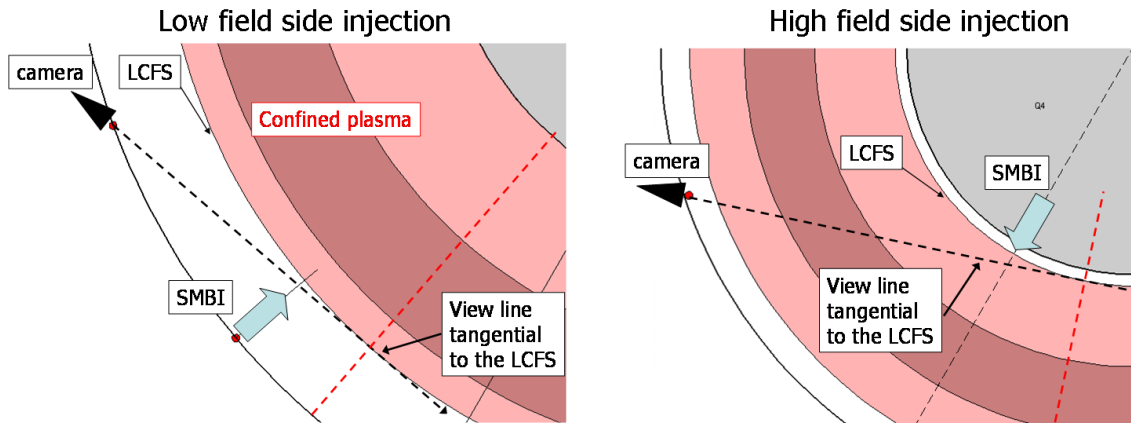 Low field side injection
camera
LCFS
Confined plasma
SMBI
View line
tangential
to the LCFS
High field side injection
Q4
LCFS
SMBI
camera
View line
tangential
to the LCFS